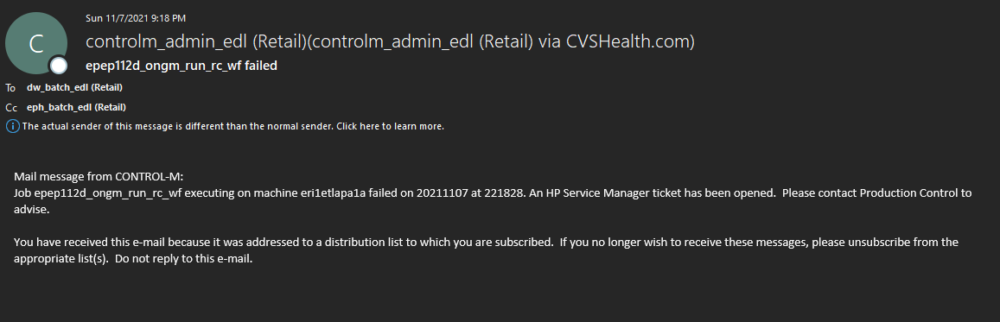 Sun 11/7/2021 9:18 PM
C
controlm_admin_edl (Retail)(controlm_admin_edl (Retail) via CVSHealth.com)
epep112d_ongm_run_rc_wf failed
To dw_batch_edl (Retail)
Cc eph_batch_edl (Retail)
The actual sender of this message is different than the normal sender. Click here to learn more.
Mail message from CONTROL-M:
Job epep112d_ongm_run_rc_wf executing on machine eri1etlapa1a failed on 20211107 at 221828. An HP Service Manager ticket has been opened.  Please contact Production Control to
advise.
You have received this e-mail because it was addressed to a distribution list to which you are subscribed.  If you no longer wish to receive these messages, please unsubscribe from the
appropriate list(s).  Do not reply to this e-mail.